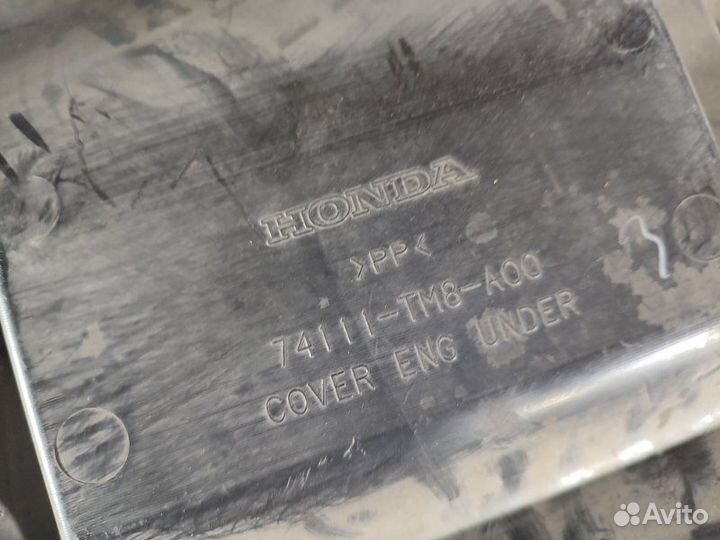 HONDA
>PP<
74111-TM8-A00
COVER ENG UNDER
Avito